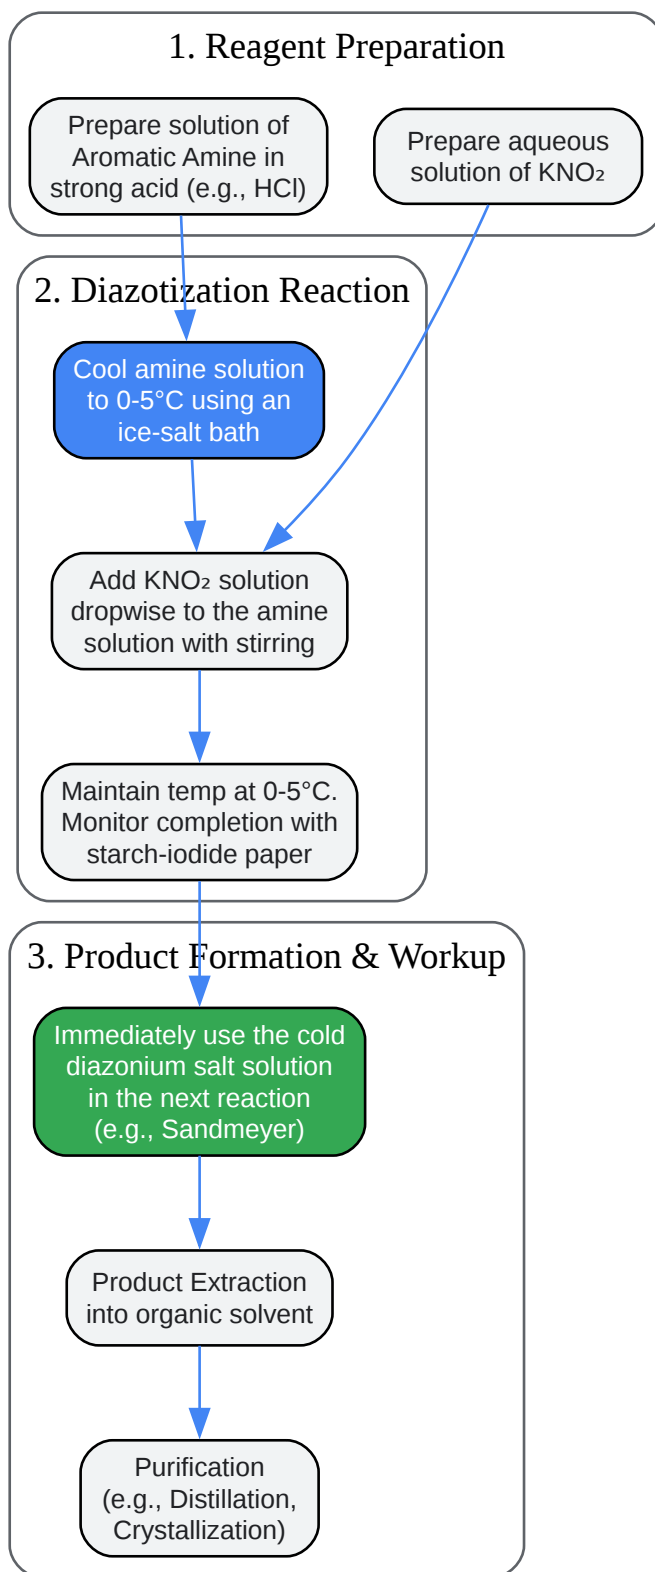 1. Reagent Preparation
Prepare solution of
Aromatic Amine in
strong acid (e.g., HCl)
Prepare aqueous
solution of KNO₂
2. Diazotization Reaction
Cool amine solution
to 0-5°C using an
ice-salt bath
Add KNO₂ solution
dropwise to the amine
solution with stirring
Maintain temp at 0-5°C.
Monitor completion with
starch-iodide paper
3. Product Formation & Workup
Immediately use the cold
diazonium salt solution
in the next reaction
(e.g., Sandmeyer)
Product Extraction
into organic solvent
Purification
(e.g., Distillation,
Crystallization)